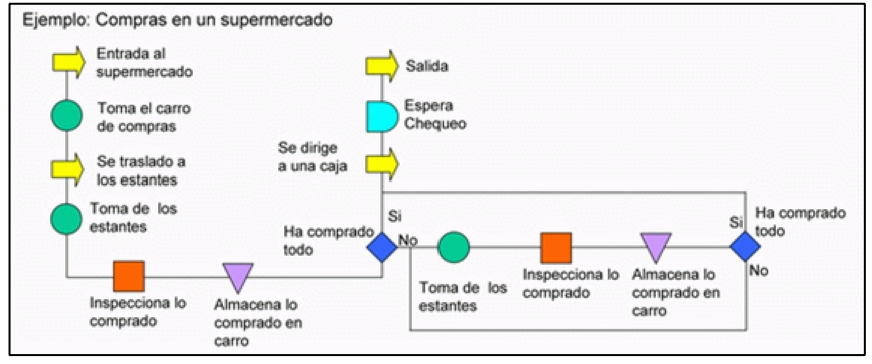 Ejemplo: Compras en un supermercado
Entrada al
supermercado
Toma el carro
de compras
Se traslado a
los estantes
Toma de los
estantes
Inspecciona lo
comprado
Almacena lo
comprado en
carro
Ha comprado
todo
Si
No
Se dirige
a una caja
Espera
Chequeo
Salida
Toma de los
estantes
Inspecciona lo
comprado
Almacena lo
comprado en
carro
Ha comprado
todo
Si
No